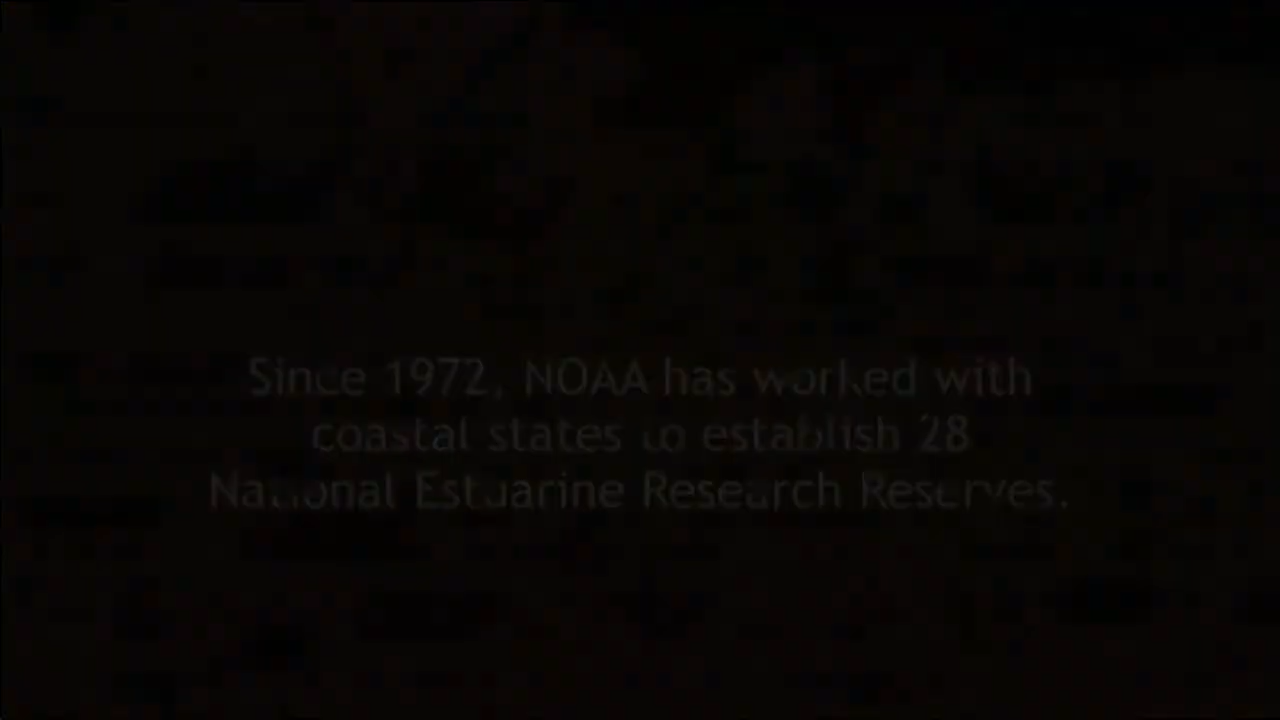 Since 1972, NOAA has worked with
coastal states to establish 28
National Estuarine Research Reserves.